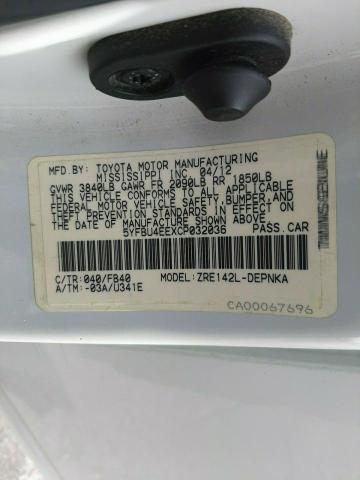 MFD. BY: TOYOTA MOTOR MANUFACTURING
MISSISSIPPI INC. 04/12
GVWR 3840LB GAWR FR 2090LB RR 1850LB
THIS VEHICLE CONFORMS TO ALL APPLICABLE
FEDERAL MOTOR VEHICLE SAFETY, BUMPER, AND
THEFT PREVENTION STANDARDS IN EFFECT ON
THE DATE OF MANUFACTURE SHOWN ABOVE.
5YFBU4EEXCP032036 PASS.CAR
C/TR:040/FB40 MODEL:ZRE142L-DEPNKA
A/TM:-03A/U341E
CA00067696